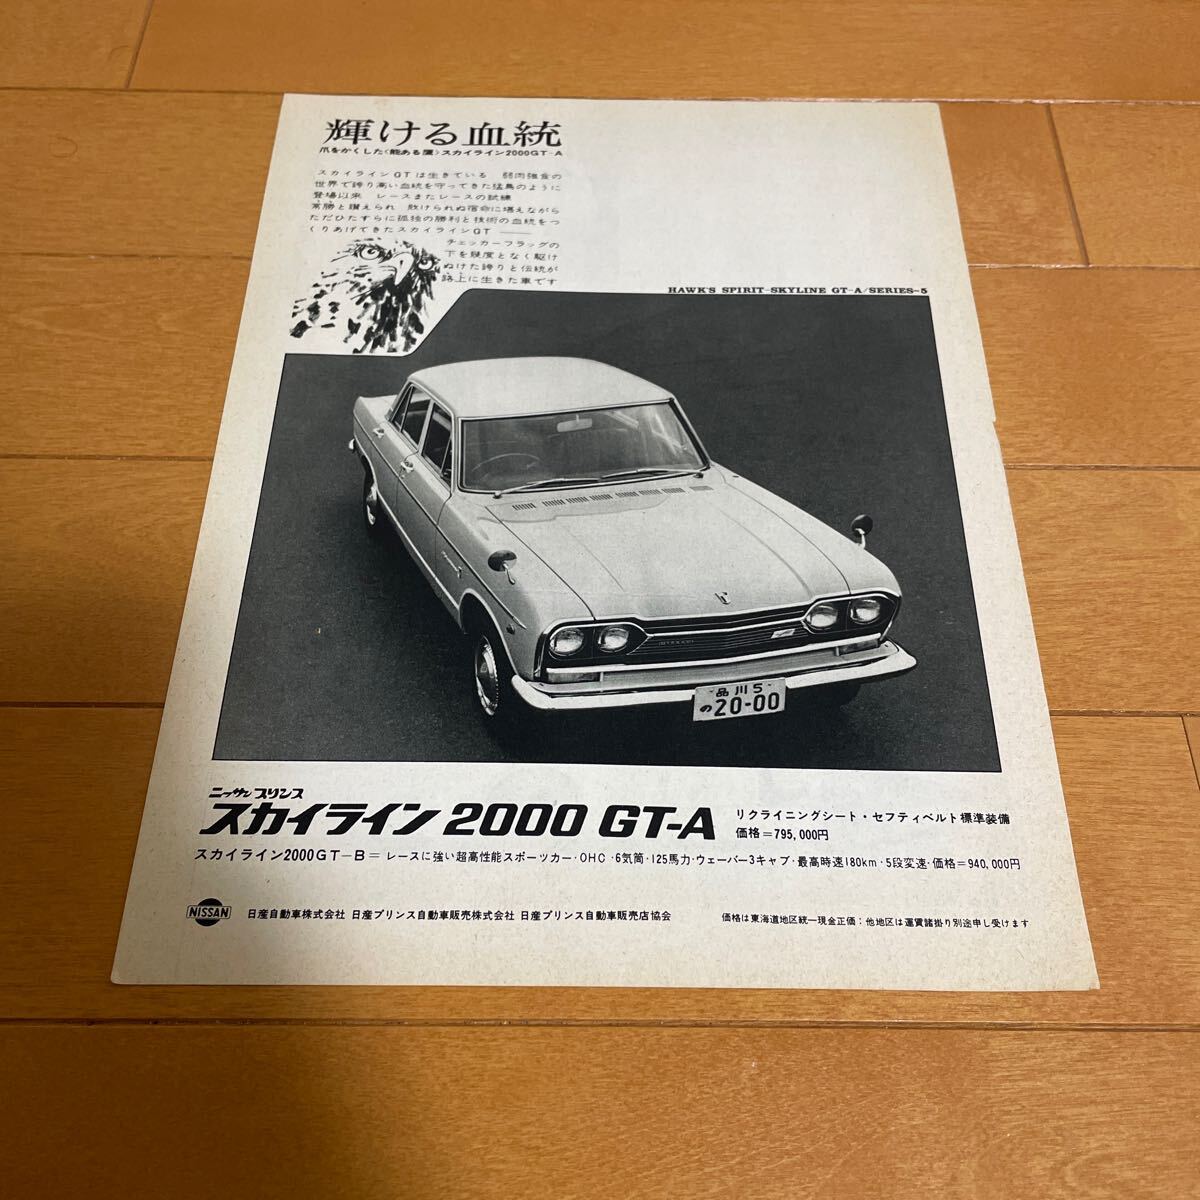 輝ける血統
爪をかくした〈能ある鷹〉スカイライン2000GT-A
スカイラインGTは生きている 弱肉強食の
世界で誇り高い血統を守ってきた猛鳥のように
登場以来 レースまたレースの試練
常勝と讃えられ 敗けられぬ宿命に堪えながら
ただひたすらに孤独の勝利と技術の血統をつ
くりあげてきたスカイラインGT ——
チェッカーフラッグの
下を幾度となく駆け
ぬけた誇りと伝統が
路上に生きた車です
HAWK'S SPIRIT-SKYLINE GT-A/SERIES-5
NISSAN
品川5
の 20-00
ニッサン プリンス
スカイライン 2000 GT-A
リクライニングシート・セフティベルト標準装備
価格=795,000円
スカイライン2000GT-B=レースに強い超高性能スポーツカー・OHC・6気筒・125馬力・ウェーバー3キャブ・最高時速180km・5段変速・価格=940,000円
NISSAN
日産自動車株式会社 日産プリンス自動車販売株式会社 日産プリンス自動車販売店協会
価格は東海道地区統一現金正価:他地区は運賃諸掛り別途申し受けます